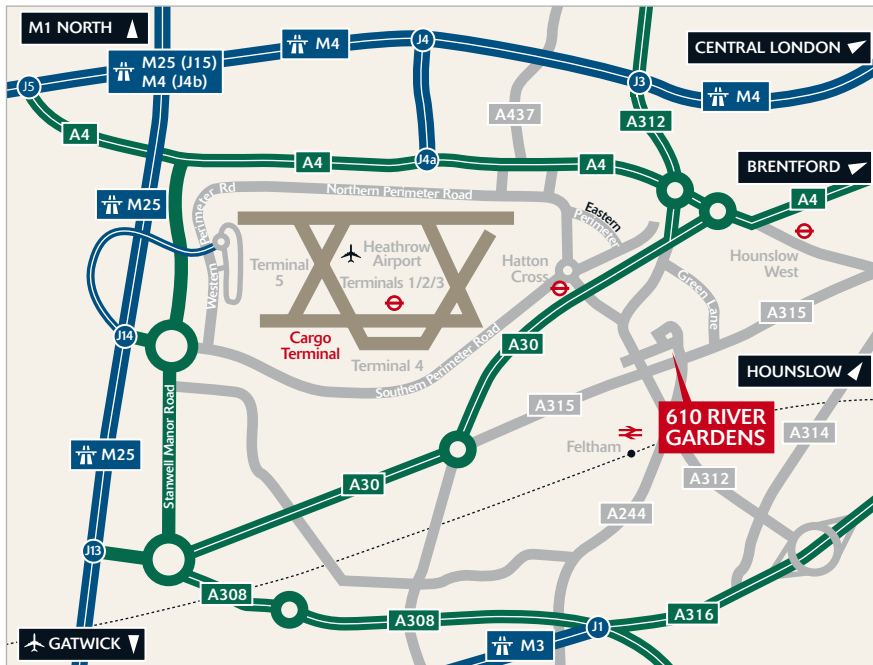 M1 NORTH
M25 (J15)
M4 (J4b)
M4
J4
CENTRAL LONDON
J5
J3
M4
A437
A312
A4
A4
J4a
A4
BRENTFORD
M25
Western Perimeter Rd
Northern Perimeter Road
Eastern
Perimeter
A4
Terminal
5
Heathrow
Airport
Terminals 1/2/3
Hatton
Cross
Hounslow
West
Green Lane
A315
J14
Cargo
Terminal
Terminal 4
A30
Southern Perimeter Road
HOUNSLOW
Stanwell Manor Road
A315
610 RIVER
GARDENS
M25
Feltham
A314
A30
A312
A244
J13
A308
A308
J1
A316
GATWICK
M3